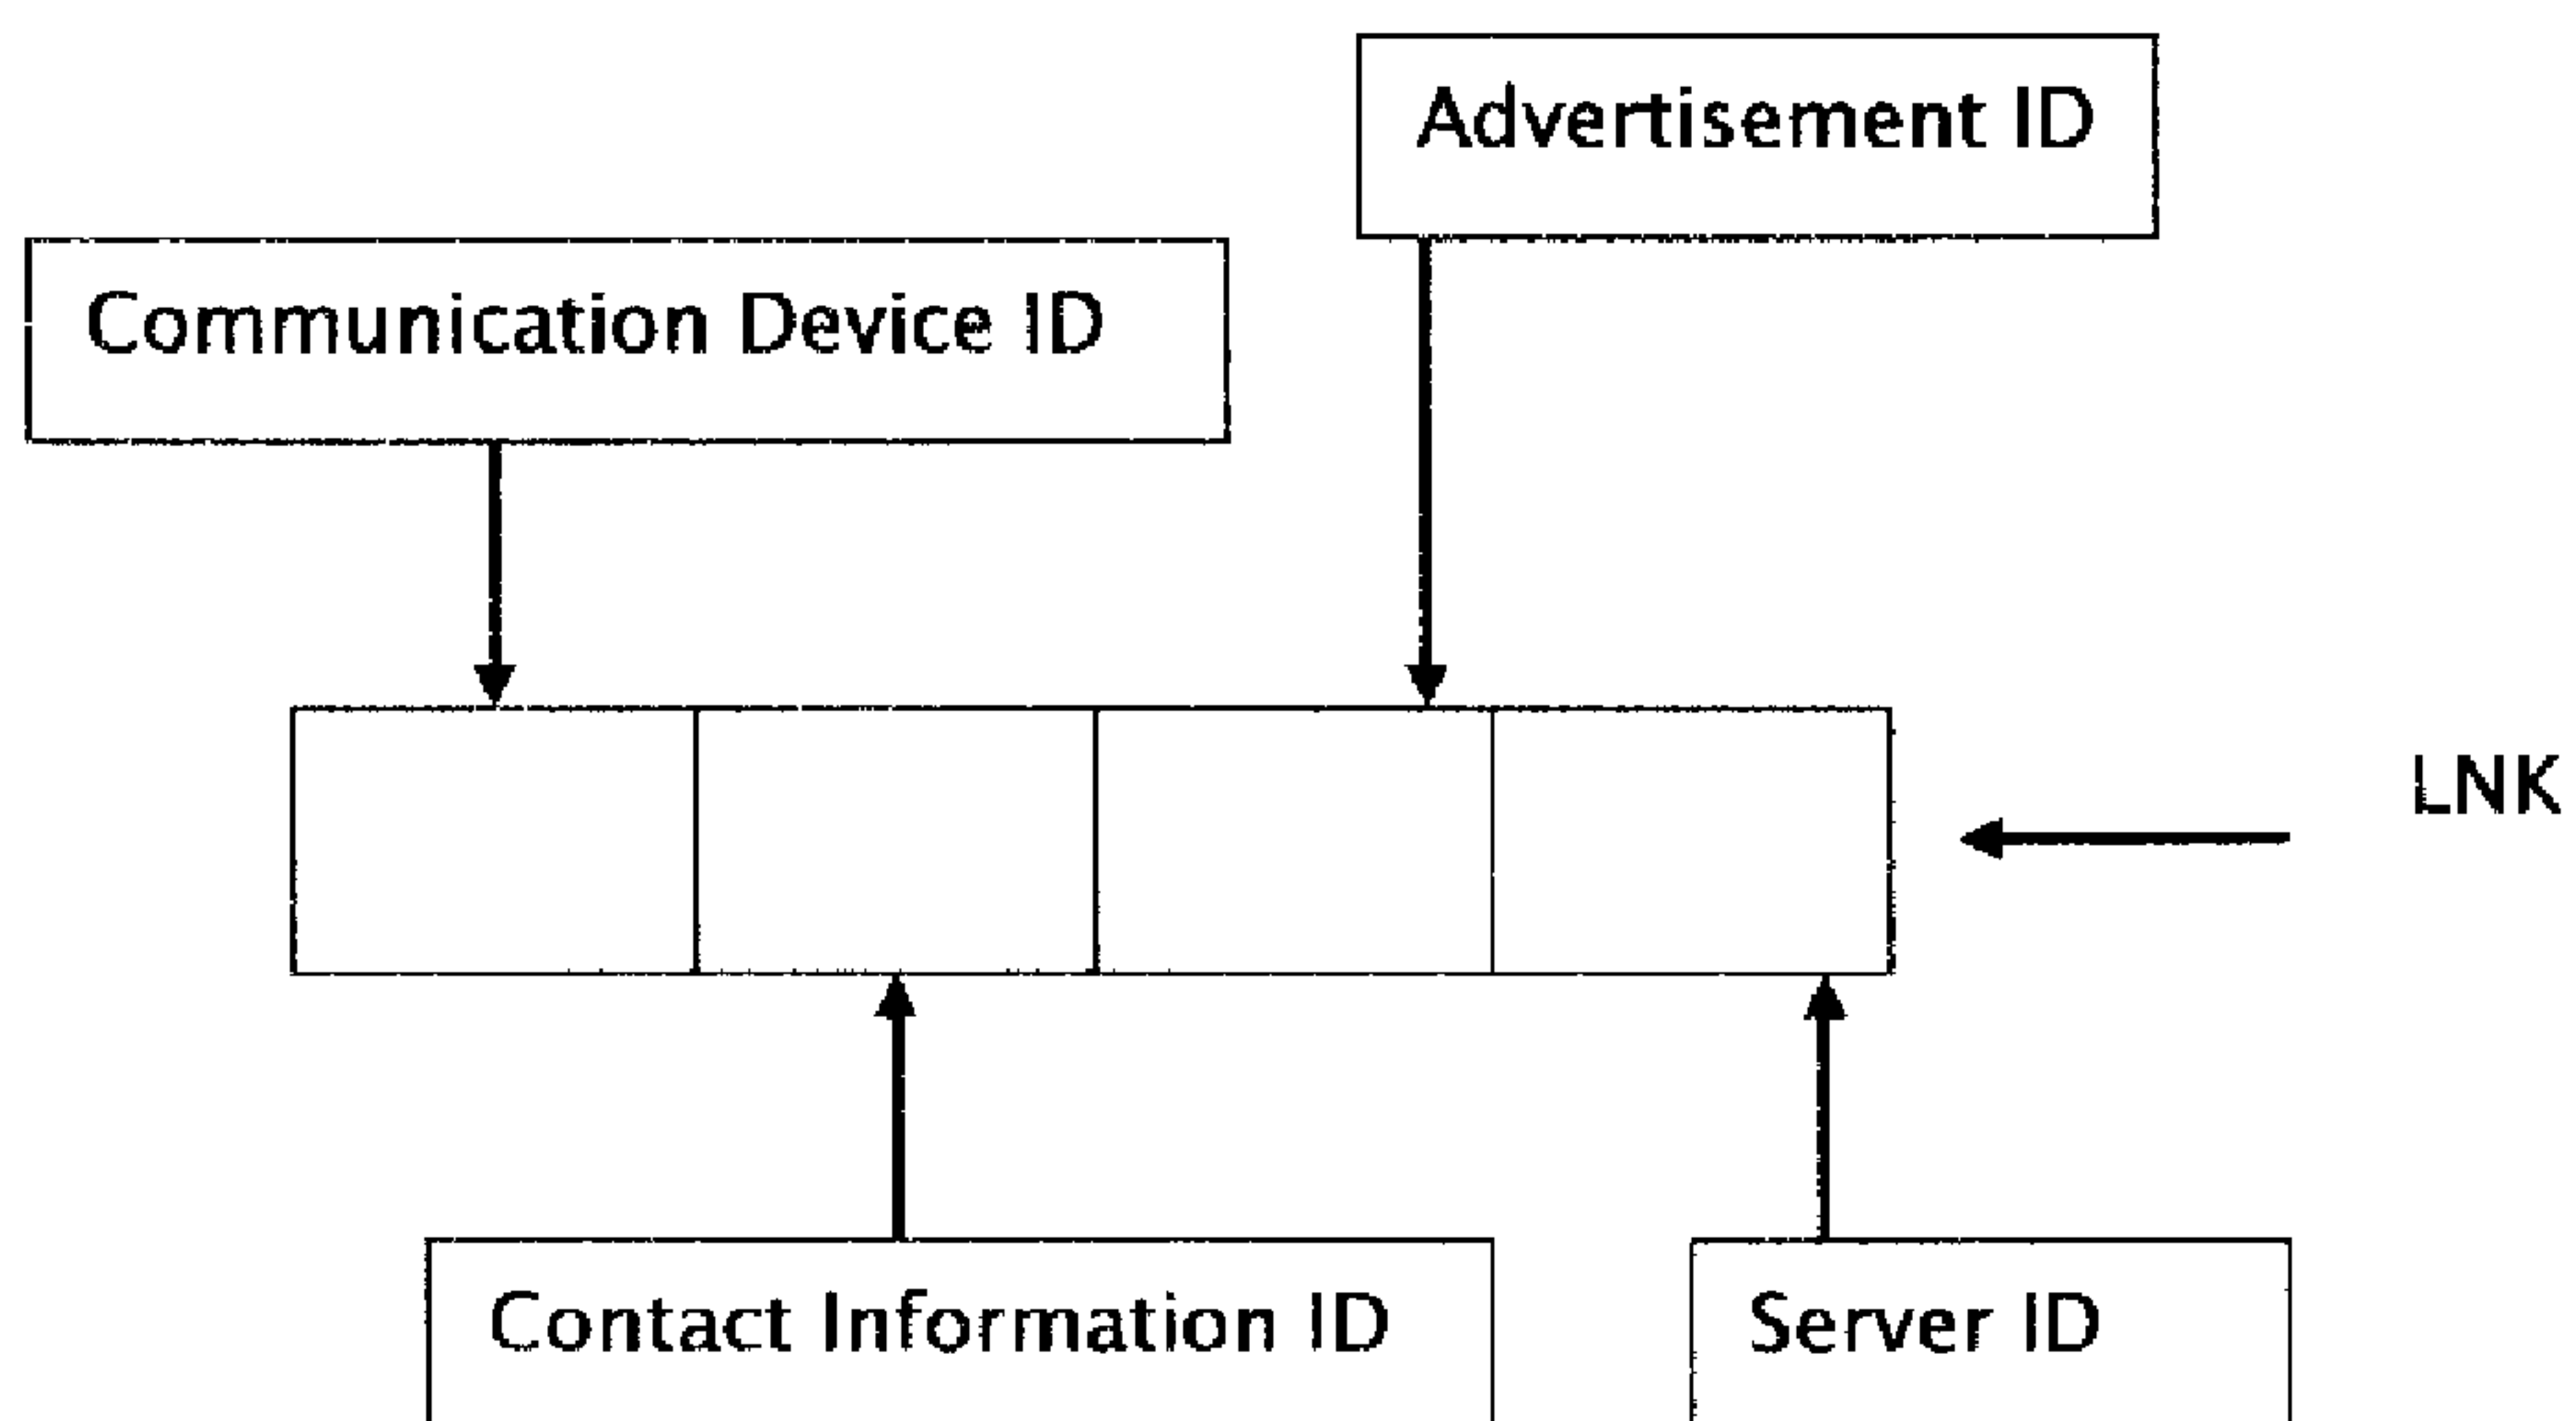 Advertisement ID
Communication Device ID
LNK
Contact Information ID
Server ID